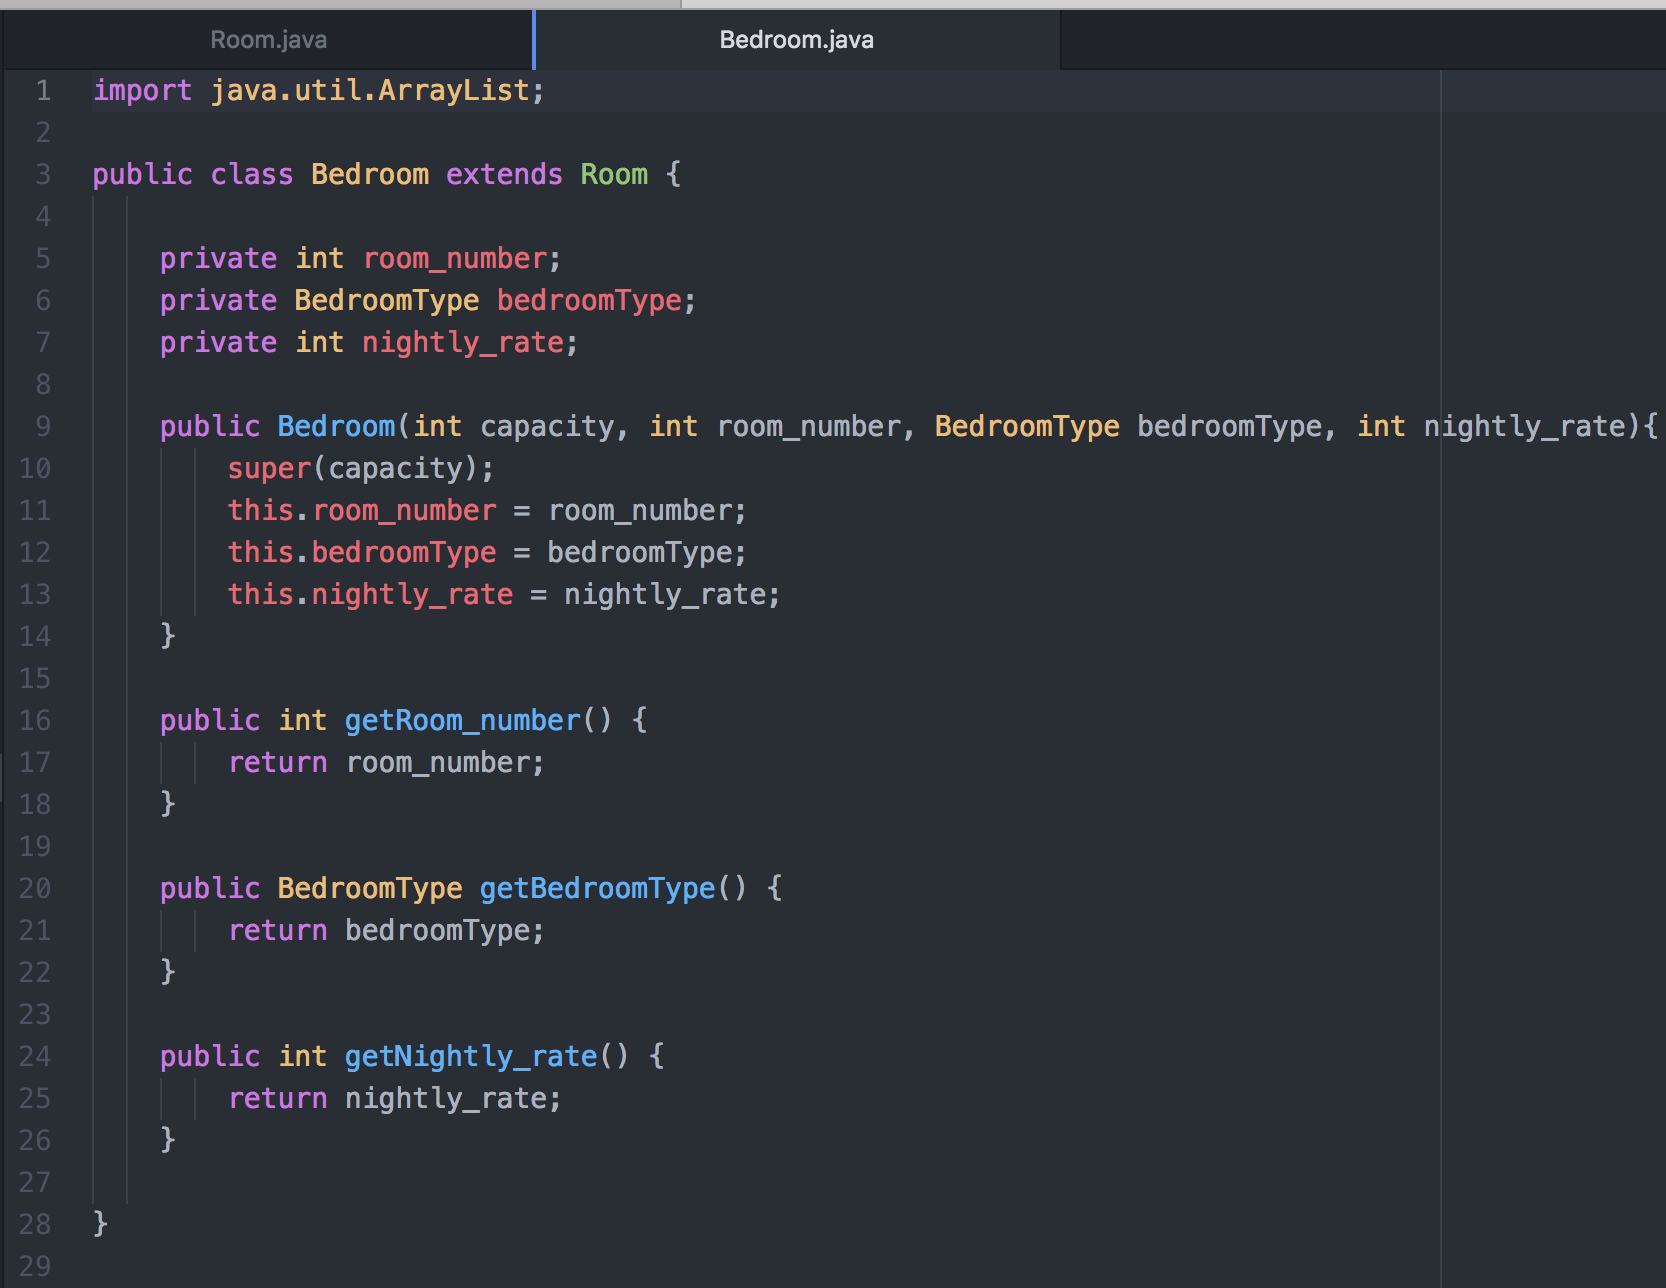 Room.java
Bedroom.java
1 import java.util.ArrayList;
2
3 public class Bedroom extends Room {
4
5     private int room_number;
6     private BedroomType bedroomType;
7     private int nightly_rate;
8
9     public Bedroom(int capacity, int room_number, BedroomType bedroomType, int nightly_rate){
10         super(capacity);
11         this.room_number = room_number;
12         this.bedroomType = bedroomType;
13         this.nightly_rate = nightly_rate;
14     }
15
16     public int getRoom_number() {
17         return room_number;
18     }
19
20     public BedroomType getBedroomType() {
21         return bedroomType;
22     }
23
24     public int getNightly_rate() {
25         return nightly_rate;
26     }
27
28 }
29